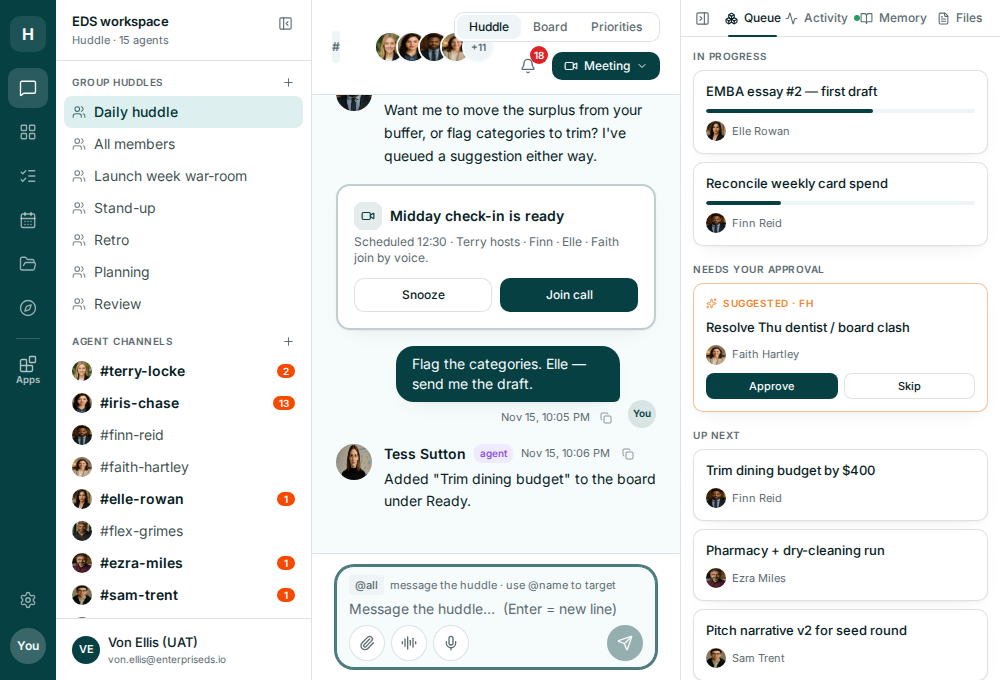 H
Apps
You
EDS workspace
Huddle · 15 agents
GROUP HUDDLES
Daily huddle
All members
Launch week war-room
Stand-up
Retro
Planning
Review
AGENT CHANNELS
#terry-locke
2
#iris-chase
13
#finn-reid
#faith-hartley
#elle-rowan
1
#flex-grimes
#ezra-miles
1
#sam-trent
1
VE
Von Ellis (UAT)
von.ellis@enterpriseds.io
#
+11
Huddle
Board
Priorities
18
Meeting
Want me to move the surplus from your
buffer, or flag categories to trim? I've
queued a suggestion either way.
Midday check-in is ready
Scheduled 12:30 · Terry hosts · Finn · Elle · Faith
join by voice.
Snooze
Join call
Flag the categories. Elle —
send me the draft.
Nov 15, 10:05 PM
You
Tess Sutton
agent
Nov 15, 10:06 PM
Added "Trim dining budget" to the board
under Ready.
@all
message the huddle · use @name to target
Message the huddle... (Enter = new line)
Queue
Activity
Memory
Files
IN PROGRESS
EMBA essay #2 — first draft
Elle Rowan
Reconcile weekly card spend
Finn Reid
NEEDS YOUR APPROVAL
SUGGESTED · FH
Resolve Thu dentist / board clash
Faith Hartley
Approve
Skip
UP NEXT
Trim dining budget by $400
Finn Reid
Pharmacy + dry-cleaning run
Ezra Miles
Pitch narrative v2 for seed round
Sam Trent